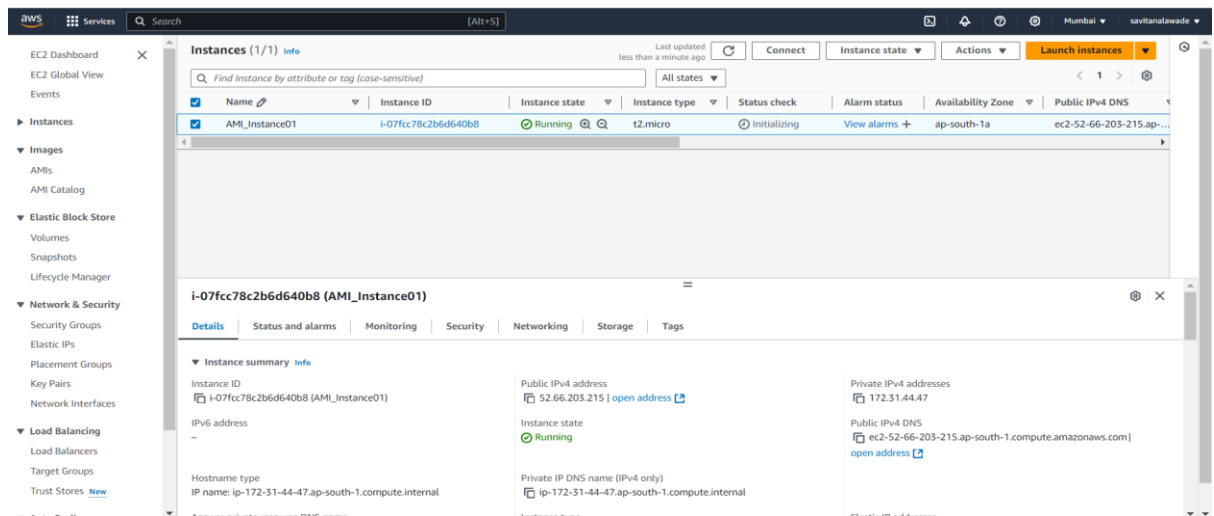 aws Services Search [Alt+S] Mumbai savitanalawade
EC2 Dashboard
EC2 Global View
Events
Instances
Images
AMIs
AMI Catalog
Elastic Block Store
Volumes
Snapshots
Lifecycle Manager
Network & Security
Security Groups
Elastic IPs
Placement Groups
Key Pairs
Network Interfaces
Load Balancing
Load Balancers
Target Groups
Trust Stores New
Instances (1/1) Info
Last updated
less than a minute ago
Connect Instance state Actions Launch instances
Find Instance by attribute or tag (case-sensitive) All states 1
Name Instance ID Instance state Instance type Status check Alarm status Availability Zone Public IPv4 DNS
AMI_Instance01 i-07fcc78c2b6d640b8 Running t2.micro Initializing View alarms + ap-south-1a ec2-52-66-203-215.ap-...
i-07fcc78c2b6d640b8 (AMI_Instance01)
Details Status and alarms Monitoring Security Networking Storage Tags
Instance summary Info
Instance ID
i-07fcc78c2b6d640b8 (AMI_Instance01)
Public IPv4 address
52.66.203.215 | open address
Private IPv4 addresses
172.31.44.47
IPv6 address
–
Instance state
Running
Public IPv4 DNS
ec2-52-66-203-215.ap-south-1.compute.amazonaws.com |
open address
Hostname type
IP name: ip-172-31-44-47.ap-south-1.compute.internal
Private IP DNS name (IPv4 only)
ip-172-31-44-47.ap-south-1.compute.internal